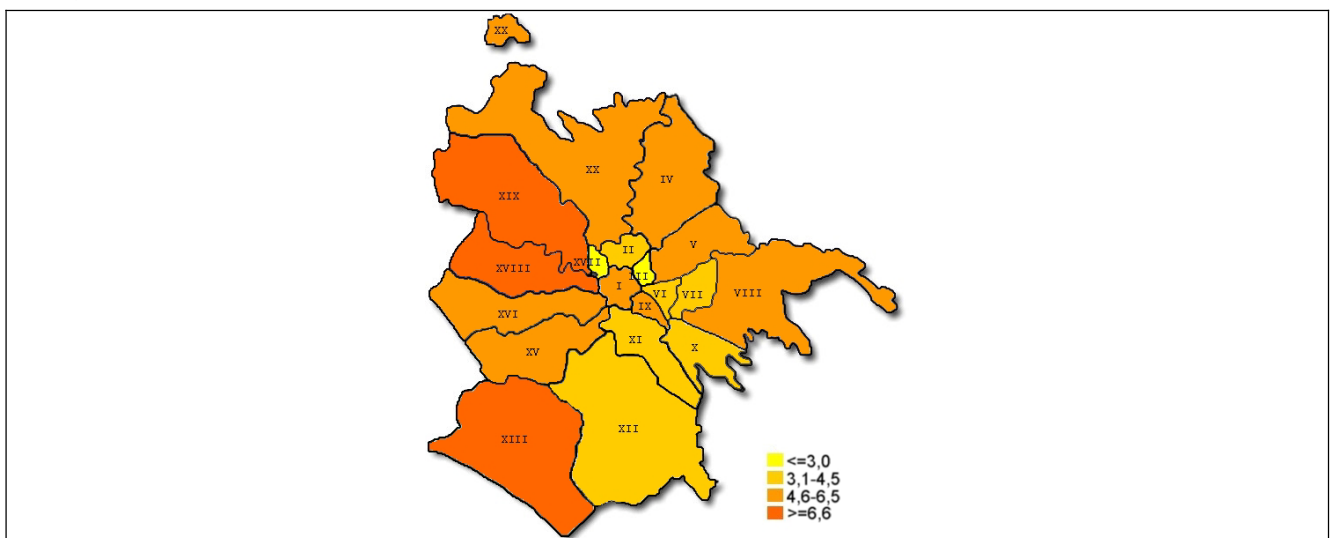 XX
XX
IV
XIX
V
II
XVII
XVIII
III
I
VI
VII
VIII
IX
XVI
XI
X
XV
XII
XIII
<=3,0
3,1-4,5
4,6-6,5
>=6,6